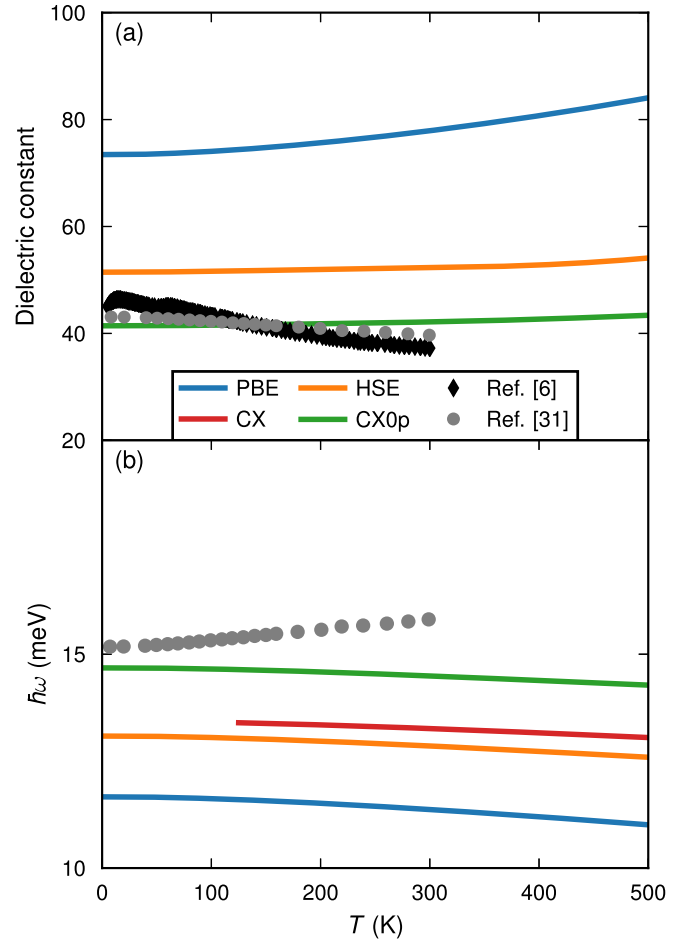 (a)
100
80
60
40
20
Dielectric constant
PBE HSE Ref. [6]
CX CX0p Ref. [31]
(b)
15
10
ħω (meV)
0 100 200 300 400 500
T (K)